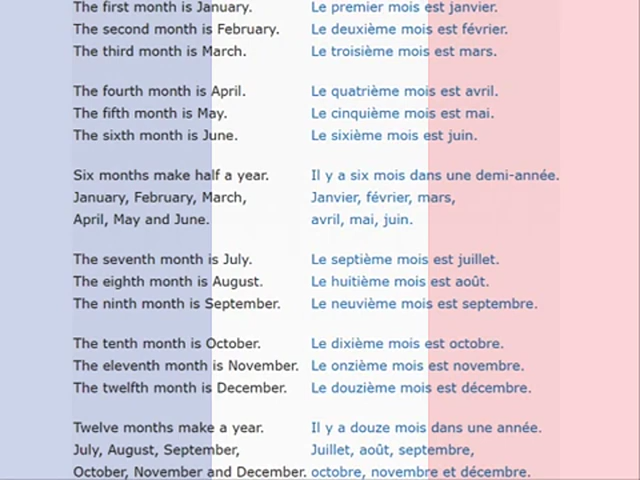 The first month is January. Le premier mois est janvier.
The second month is February. Le deuxième mois est février.
The third month is March. Le troisième mois est mars.
The fourth month is April. Le quatrième mois est avril.
The fifth month is May. Le cinquième mois est mai.
The sixth month is June. Le sixième mois est juin.
Six months make half a year. Il y a six mois dans une demi-année.
January, February, March, Janvier, février, mars,
April, May and June. avril, mai, juin.
The seventh month is July. Le septième mois est juillet.
The eighth month is August. Le huitième mois est août.
The ninth month is September. Le neuvième mois est septembre.
The tenth month is October. Le dixième mois est octobre.
The eleventh month is November. Le onzième mois est novembre.
The twelfth month is December. Le douzième mois est décembre.
Twelve months make a year. Il y a douze mois dans une année.
July, August, September, Juillet, août, septembre,
October, November and December. octobre, novembre et décembre.